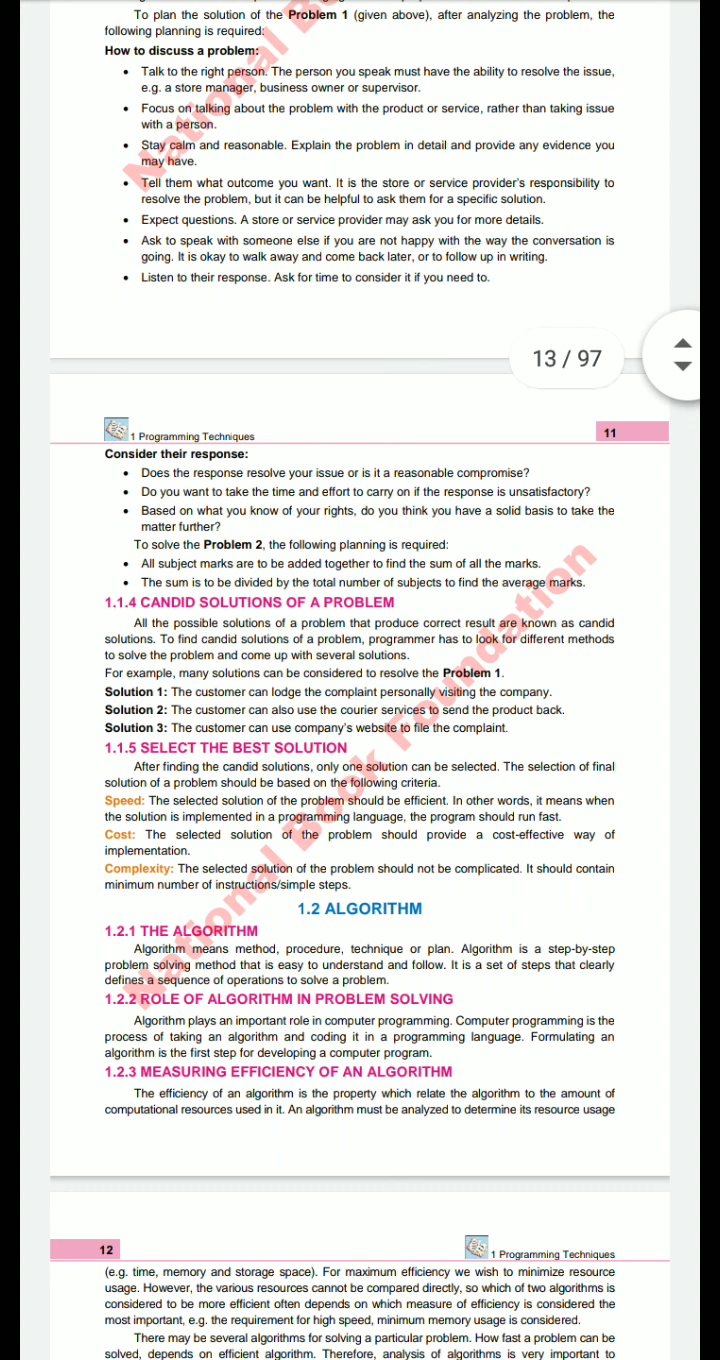 To plan the solution of the Problem 1 (given above), after analyzing the problem, the
following planning is required:
How to discuss a problem:
• Talk to the right person. The person you speak must have the ability to resolve the issue,
e.g. a store manager, business owner or supervisor.
• Focus on talking about the problem with the product or service, rather than taking issue
with a person.
• Stay calm and reasonable. Explain the problem in detail and provide any evidence you
may have.
• Tell them what outcome you want. It is the store or service provider's responsibility to
resolve the problem, but it can be helpful to ask them for a specific solution.
• Expect questions. A store or service provider may ask you for more details.
• Ask to speak with someone else if you are not happy with the way the conversation is
going. It is okay to walk away and come back later, or to follow up in writing.
• Listen to their response. Ask for time to consider it if you need to.
National Bo
13 / 97
1 Programming Techniques
11
Consider their response:
• Does the response resolve your issue or is it a reasonable compromise?
• Do you want to take the time and effort to carry on if the response is unsatisfactory?
• Based on what you know of your rights, do you think you have a solid basis to take the
matter further?
To solve the Problem 2, the following planning is required:
• All subject marks are to be added together to find the sum of all the marks.
• The sum is to be divided by the total number of subjects to find the average marks.
1.1.4 CANDID SOLUTIONS OF A PROBLEM
All the possible solutions of a problem that produce correct result are known as candid
solutions. To find candid solutions of a problem, programmer has to look for different methods
to solve the problem and come up with several solutions.
For example, many solutions can be considered to resolve the Problem 1.
Solution 1: The customer can lodge the complaint personally visiting the company.
Solution 2: The customer can also use the courier services to send the product back.
Solution 3: The customer can use company's website to file the complaint.
1.1.5 SELECT THE BEST SOLUTION
After finding the candid solutions, only one solution can be selected. The selection of final
solution of a problem should be based on the following criteria.
Speed: The selected solution of the problem should be efficient. In other words, it means when
the solution is implemented in a programming language, the program should run fast.
Cost: The selected solution of the problem should provide a cost-effective way of
implementation.
Complexity: The selected solution of the problem should not be complicated. It should contain
minimum number of instructions/simple steps.
1.2 ALGORITHM
1.2.1 THE ALGORITHM
Algorithm means method, procedure, technique or plan. Algorithm is a step-by-step
problem solving method that is easy to understand and follow. It is a set of steps that clearly
defines a sequence of operations to solve a problem.
1.2.2 ROLE OF ALGORITHM IN PROBLEM SOLVING
Algorithm plays an important role in computer programming. Computer programming is the
process of taking an algorithm and coding it in a programming language. Formulating an
algorithm is the first step for developing a computer program.
1.2.3 MEASURING EFFICIENCY OF AN ALGORITHM
The efficiency of an algorithm is the property which relate the algorithm to the amount of
computational resources used in it. An algorithm must be analyzed to determine its resource usage
National Book Foundation
12
1 Programming Techniques
(e.g. time, memory and storage space). For maximum efficiency we wish to minimize resource
usage. However, the various resources cannot be compared directly, so which of two algorithms is
considered to be more efficient often depends on which measure of efficiency is considered the
most important, e.g. the requirement for high speed, minimum memory usage is considered.
There may be several algorithms for solving a particular problem. How fast a problem can be
solved, depends on efficient algorithm. Therefore, analysis of algorithms is very important to